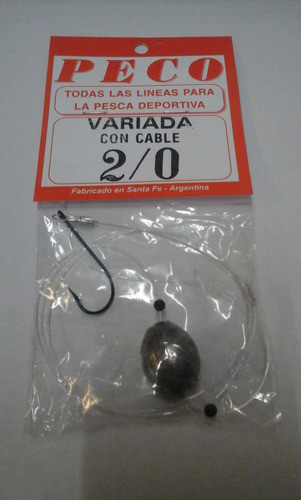 PECO
TODAS LAS LINEAS PARA
LA PESCA DEPORTIVA
VARIADA
CON CABLE
2/0
Fabricado en Santa Fe - Argentina